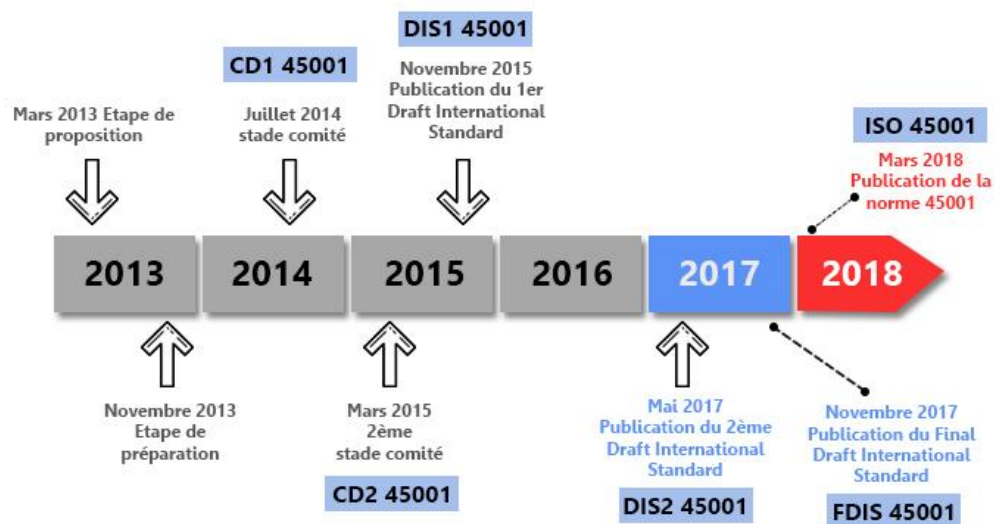 DIS1 45001
CD1 45001
Novembre 2015
Publication du 1er
Draft International
Standard
Mars 2013 Etape de
proposition
Juillet 2014
stade comité
ISO 45001
Mars 2018
Publication de la
norme 45001
2013
2014
2015
2016
2017
2018
Novembre 2013
Etape de
préparation
Mars 2015
2ème
stade comité
CD2 45001
Mai 2017
Publication du 2ème
Draft International
Standard
DIS2 45001
Novembre 2017
Publication du Final
Draft International
Standard
FDIS 45001